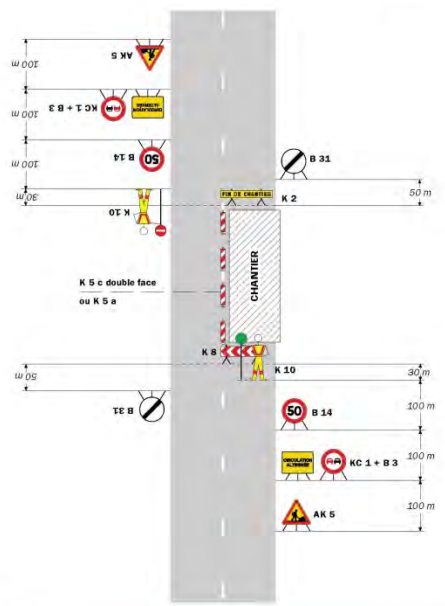 100 m
AK 5
100 m
KC 1 + B 3
CIRCULATION
ALTERNÉE
100 m
B 14
50
30 m
K 10
B 31
50 m
FIN DE CHANTIER
K 2
CHANTIER
K 5 c double face
ou K 5 a
K 8
K 10
50 m
B 31
30 m
100 m
50
B 14
100 m
CIRCULATION
ALTERNÉE
KC 1 + B 3
100 m
AK 5